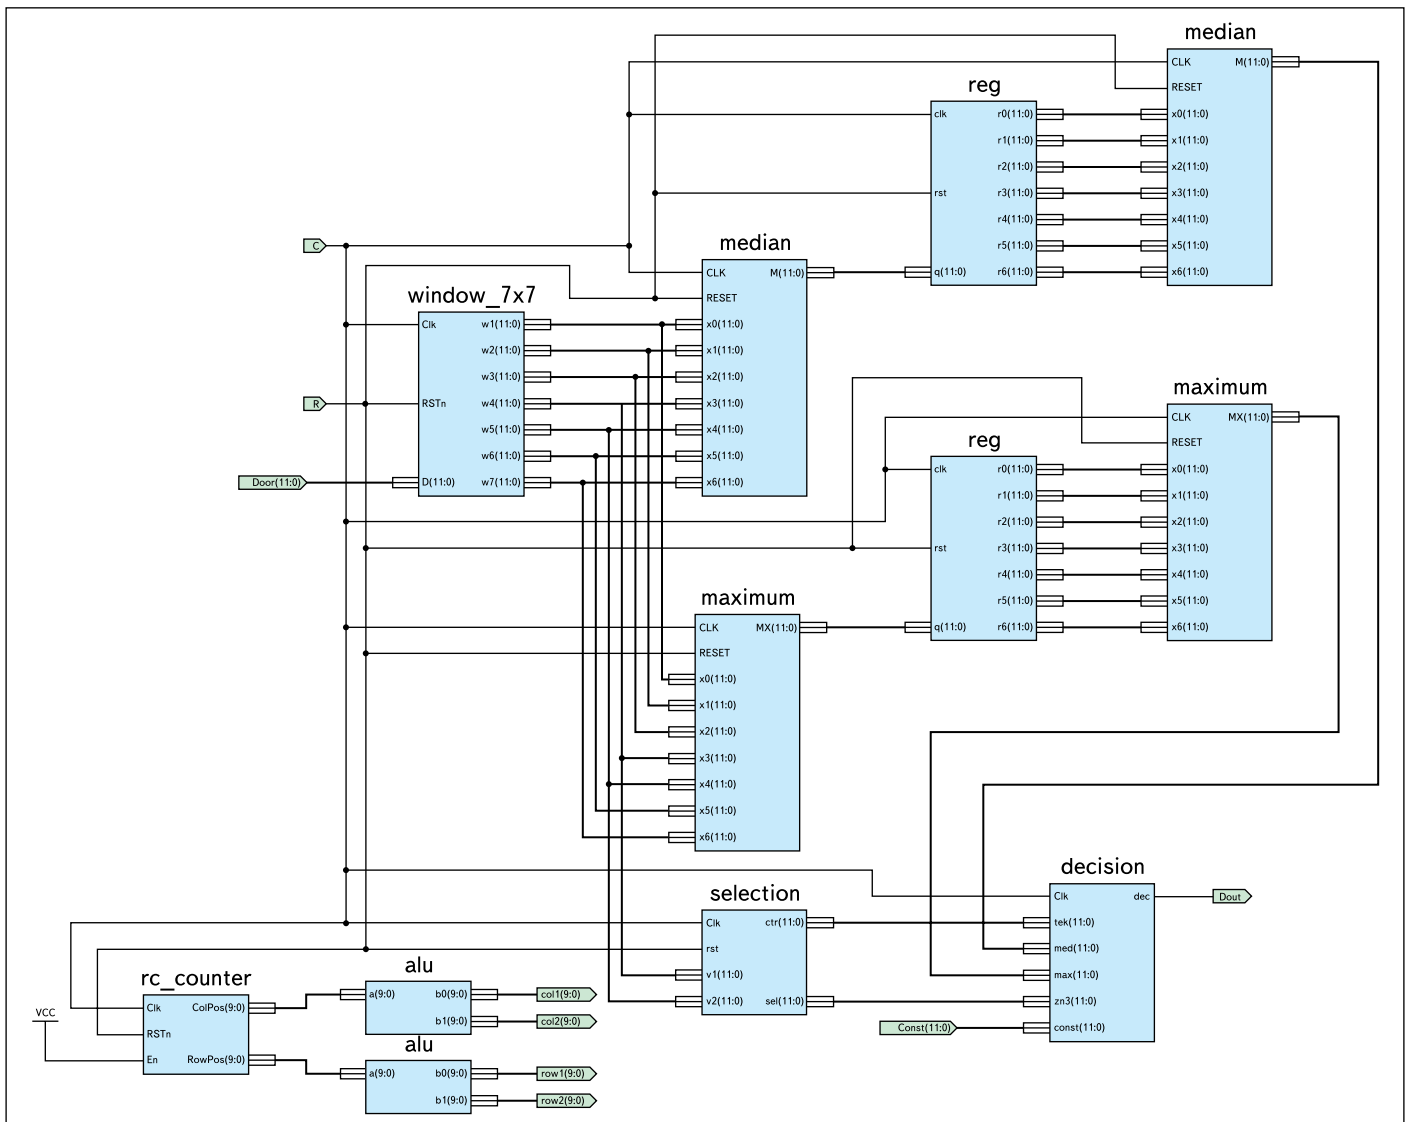 median
CLK M(11:0)
RESET
x0(11:0)
x1(11:0)
x2(11:0)
x3(11:0)
x4(11:0)
x5(11:0)
x6(11:0)
reg
clk r0(11:0)
r1(11:0)
r2(11:0)
rst r3(11:0)
r4(11:0)
r5(11:0)
q(11:0) r6(11:0)
C
median
CLK M(11:0)
RESET
x0(11:0)
x1(11:0)
x2(11:0)
x3(11:0)
x4(11:0)
x5(11:0)
x6(11:0)
window_7x7
Clk w1(11:0)
w2(11:0)
w3(11:0)
RSTn w4(11:0)
w5(11:0)
w6(11:0)
D(11:0) w7(11:0)
R
Door(11:0)
maximum
CLK MX(11:0)
RESET
x0(11:0)
x1(11:0)
x2(11:0)
x3(11:0)
x4(11:0)
x5(11:0)
x6(11:0)
reg
clk r0(11:0)
r1(11:0)
r2(11:0)
rst r3(11:0)
r4(11:0)
r5(11:0)
q(11:0) r6(11:0)
maximum
CLK MX(11:0)
RESET
x0(11:0)
x1(11:0)
x2(11:0)
x3(11:0)
x4(11:0)
x5(11:0)
x6(11:0)
decision
Clk dec
tek(11:0)
med(11:0)
max(11:0)
zn3(11:0)
const(11:0)
Dout
Const(11:0)
selection
Clk ctr(11:0)
rst
v1(11:0)
v2(11:0) sel(11:0)
rc_counter
Clk ColPos(9:0)
RSTn
En RowPos(9:0)
VCC
alu
a(9:0) b0(9:0)
b1(9:0)
col1(9:0)
col2(9:0)
alu
a(9:0) b0(9:0)
b1(9:0)
row1(9:0)
row2(9:0)